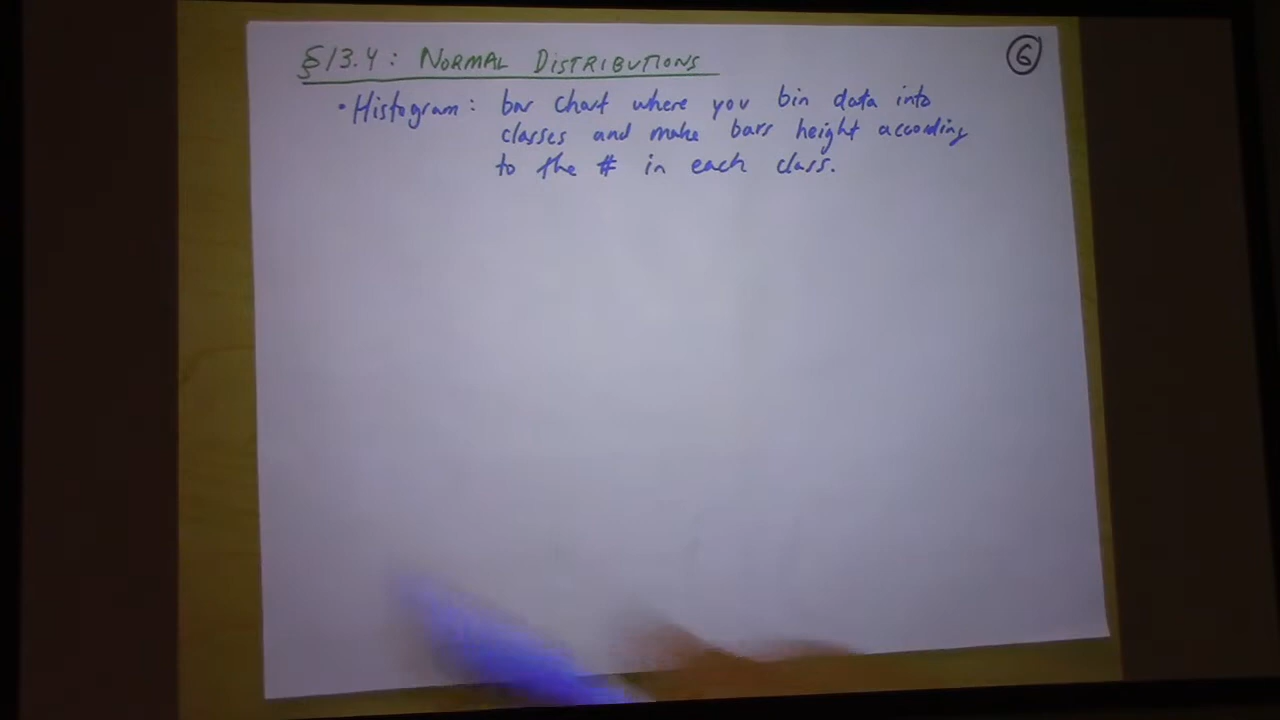 §13.4: NORMAL DISTRIBUTIONS
6
• Histogram: bar chart where you bin data into
classes and make bars height according
to the # in each class.